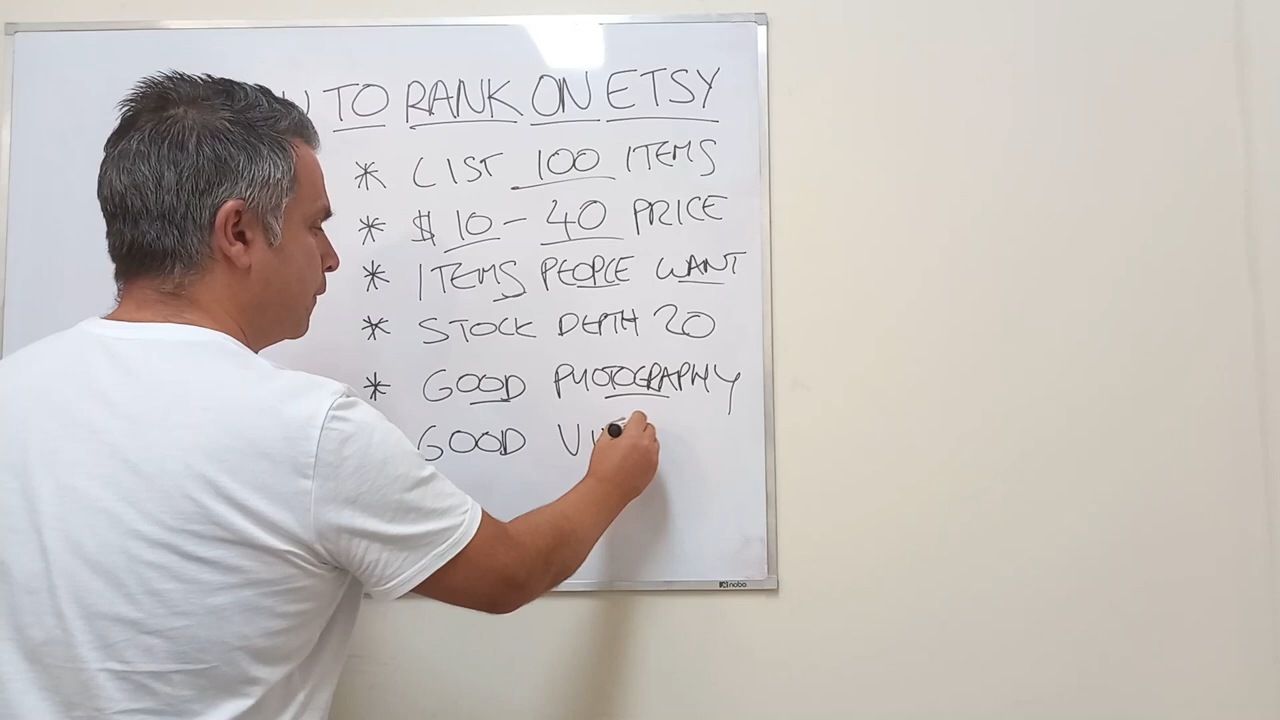 TO RANK ON ETSY
* LIST 100 ITEMS
* $10-40 PRICE
* ITEMS PEOPLE WANT
* STOCK DEPTH 20
* GOOD PHOTOGRAPHY
GOOD
nobo